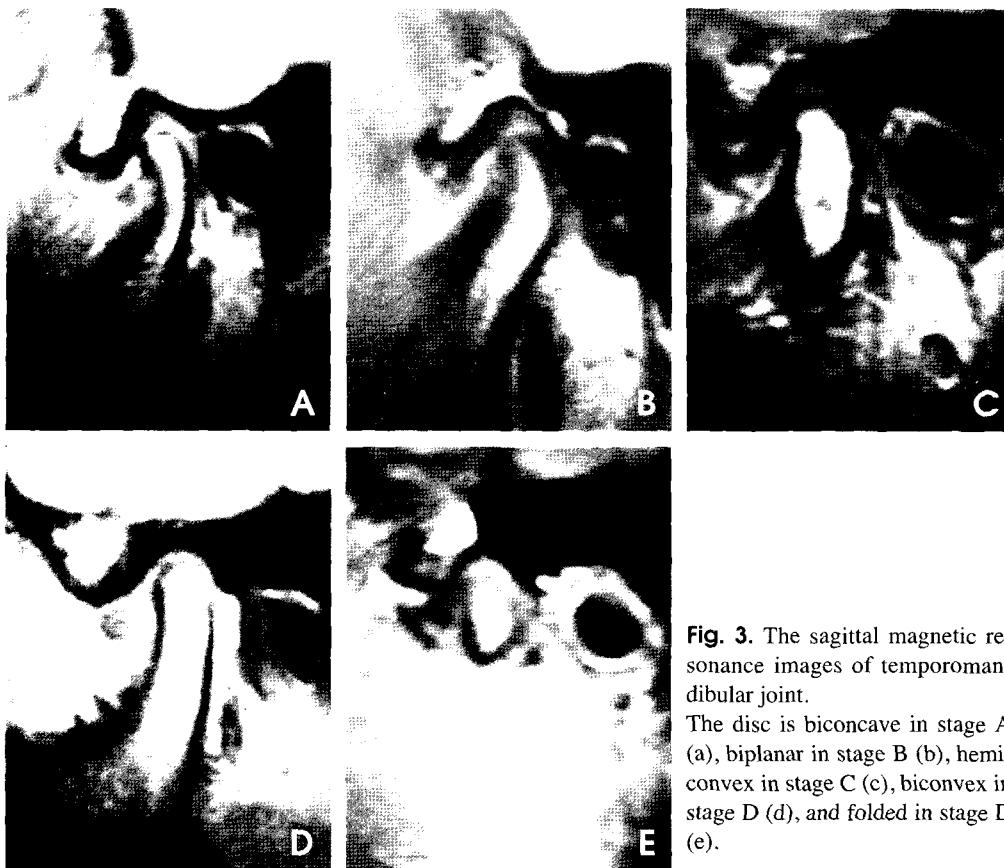 A
B
C
D
E
Fig. 3. The sagittal magnetic re-
sonance images of temporoman-
dibular joint.
The disc is biconcave in stage A
(a), biplanar in stage B (b), hemi-
convex in stage C (c), biconvex in
stage D (d), and folded in stage D
(e).